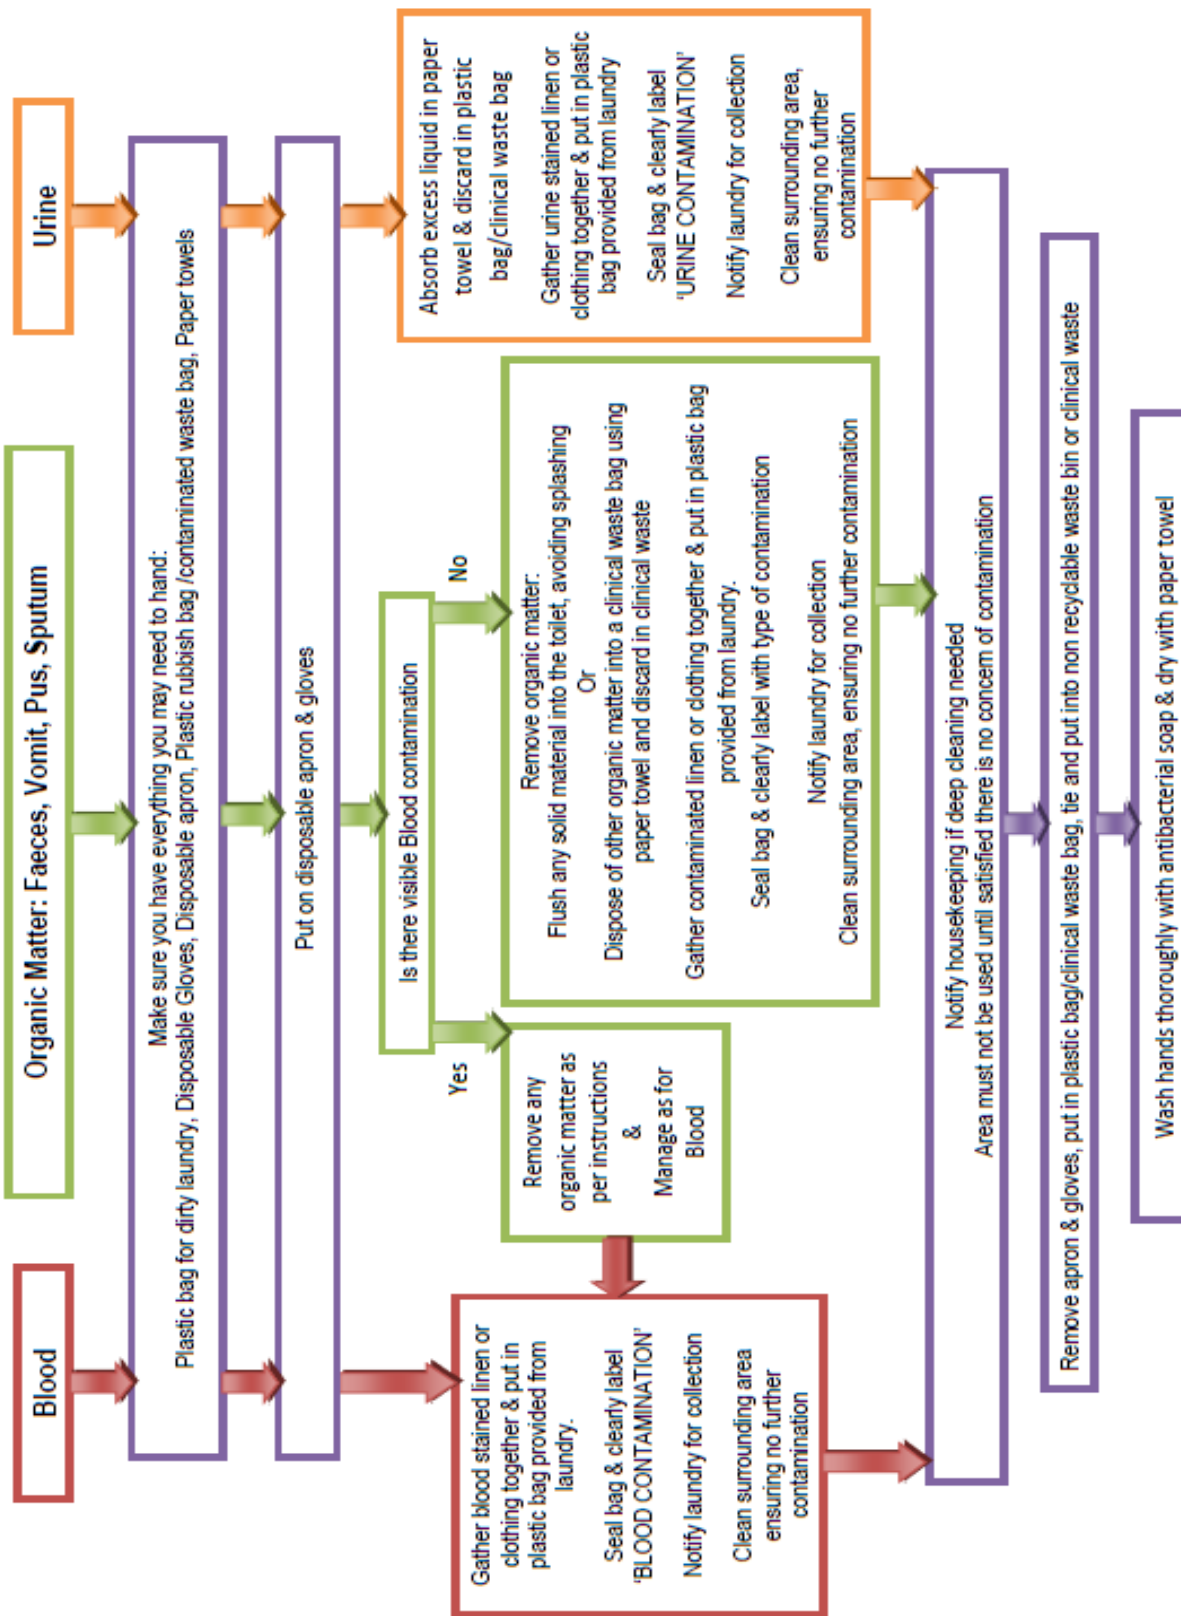 Blood
Organic Matter: Faeces, Vomit, Pus, Sputum
Urine
Make sure you have everything you may need to hand:
Plastic bag for dirty laundry, Disposable Gloves, Disposable apron, Plastic rubbish bag /contaminated waste bag, Paper towels
Put on disposable apron & gloves
Is there visible Blood contamination
Yes
No
Gather blood stained linen or
clothing together & put in
plastic bag provided from
laundry.
Seal bag & clearly label
'BLOOD CONTAMINATION'
Notify laundry for collection
Clean surrounding area
ensuring no further
contamination
Remove any
organic matter as
per instructions
&
Manage as for
Blood
Remove organic matter:
Flush any solid material into the toilet, avoiding splashing
Or
Dispose of other organic matter into a clinical waste bag using
paper towel and discard in clinical waste
Gather contaminated linen or clothing together & put in plastic bag
provided from laundry.
Seal bag & clearly label with type of contamination
Notify laundry for collection
Clean surrounding area, ensuring no further contamination
Absorb excess liquid in paper
towel & discard in plastic
bag/clinical waste bag
Gather urine stained linen or
clothing together & put in plastic
bag provided from laundry
Seal bag & clearly label
'URINE CONTAMINATION'
Notify laundry for collection
Clean surrounding area,
ensuring no further
contamination
Notify housekeeping if deep cleaning needed
Area must not be used until satisfied there is no concern of contamination
Remove apron & gloves, put in plastic bag/clinical waste bag, tie and put into non recyclable waste bin or clinical waste
Wash hands thoroughly with antibacterial soap & dry with paper towel